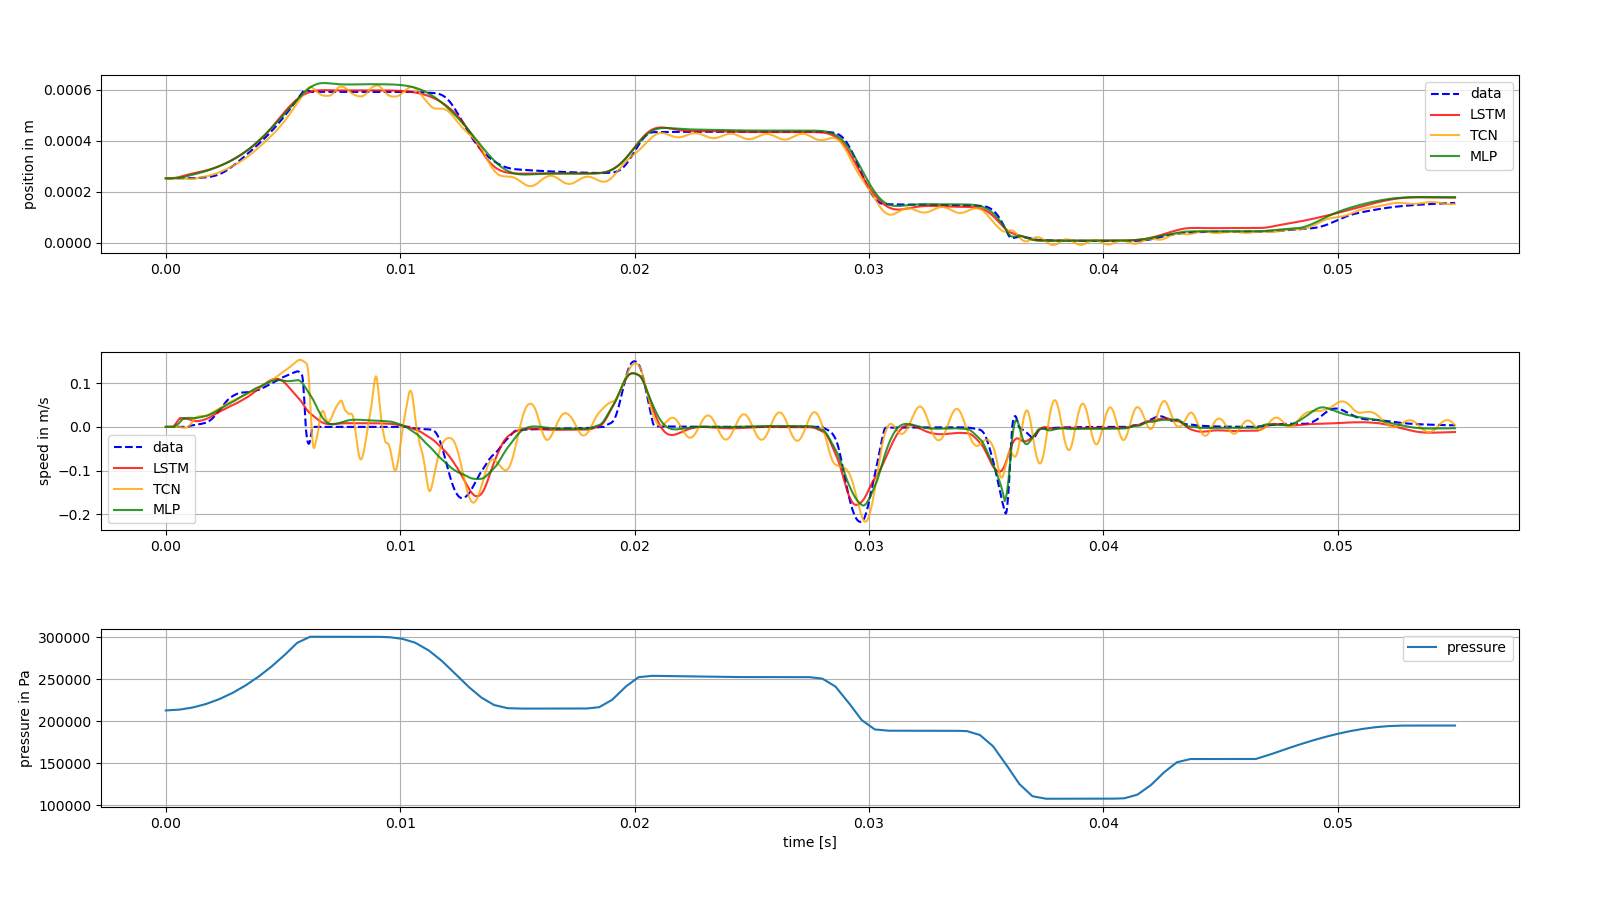 position in m
0.0006
0.0004
0.0002
0.0000
data
LSTM
TCN
MLP
0.00 0.01 0.02 0.03 0.04 0.05
speed in m/s
0.1
0.0
−0.1
−0.2
data
LSTM
TCN
MLP
0.00 0.01 0.02 0.03 0.04 0.05
pressure in Pa
300000
250000
200000
150000
100000
pressure
0.00 0.01 0.02 0.03 0.04 0.05
time [s]